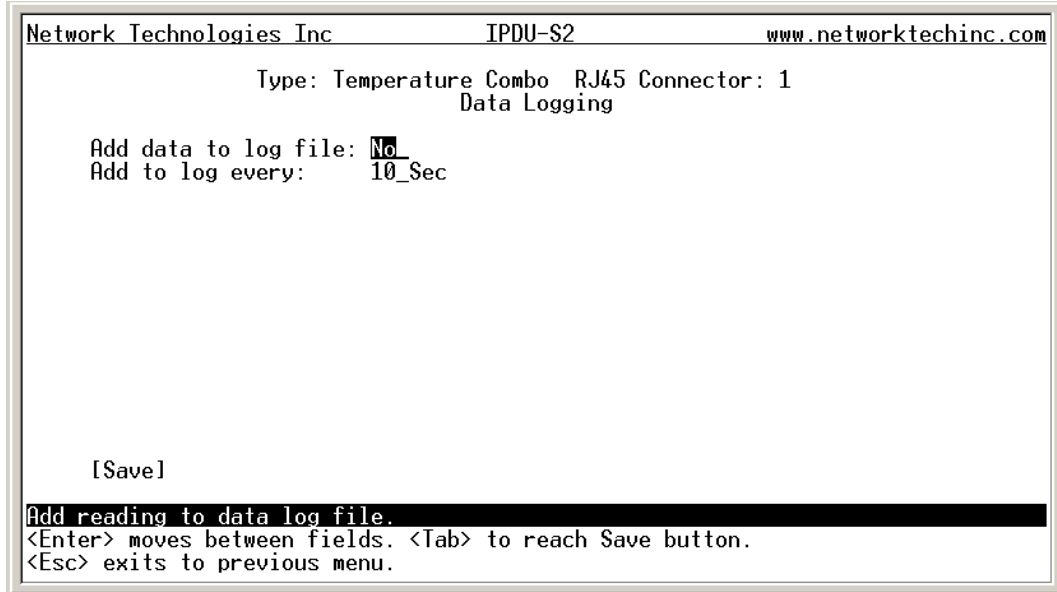 Network Technologies Inc IPDU-S2 www.networktechinc.com
Type: Temperature Combo RJ45 Connector: 1
Data Logging
Add data to log file: No_
Add to log every: 10_Sec
[Save]
Add reading to data log file.
<Enter> moves between fields. <Tab> to reach Save button.
<Esc> exits to previous menu.